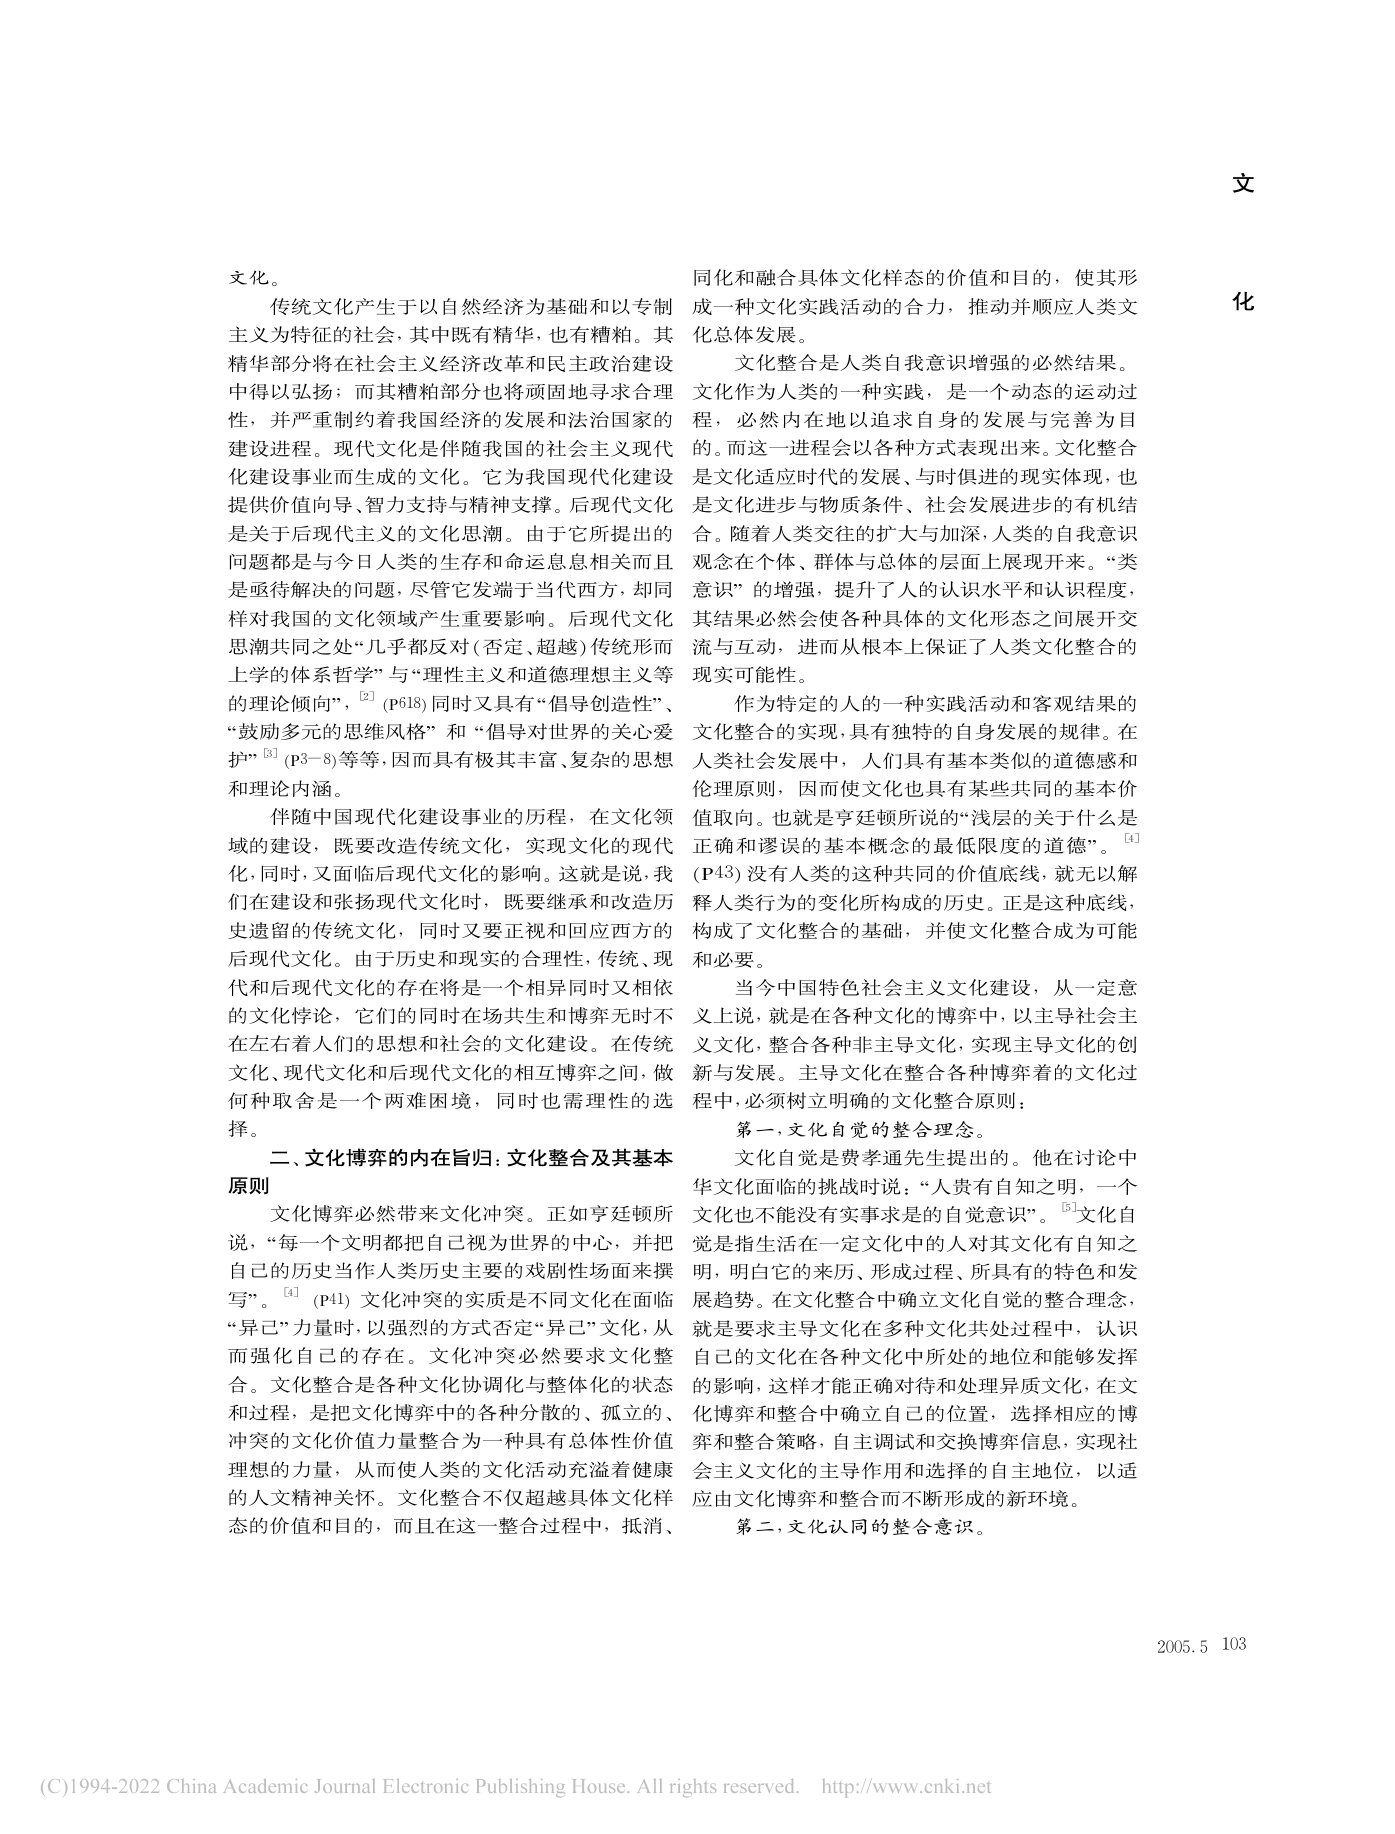 文
化
文化。
传统文化产生于以自然经济为基础和以专制
主义为特征的社会,其中既有精华,也有糟粕。其
精华部分将在社会主义经济改革和民主政治建设
中得以弘扬；而其糟粕部分也将顽固地寻求合理
性，并严重制约着我国经济的发展和法治国家的
建设进程。现代文化是伴随我国的社会主义现代
化建设事业而生成的文化。它为我国现代化建设
提供价值向导、智力支持与精神支撑。后现代文化
是关于后现代主义的文化思潮。由于它所提出的
问题都是与今日人类的生存和命运息息相关而且
是亟待解决的问题,尽管它发端于当代西方,却同
样对我国的文化领域产生重要影响。后现代文化
思潮共同之处“几乎都反对(否定、超越)传统形而
上学的体系哲学”与“理性主义和道德理想主义等
的理论倾向”,[2](P618)同时又具有“倡导创造性”、
“鼓励多元的思维风格”和“倡导对世界的关心爱
护”[3](P3-8)等等,因而具有极其丰富、复杂的思想
和理论内涵。
伴随中国现代化建设事业的历程，在文化领
域的建设，既要改造传统文化，实现文化的现代
化,同时,又面临后现代文化的影响。这就是说,我
们在建设和张扬现代文化时，既要继承和改造历
史遗留的传统文化，同时又要正视和回应西方的
后现代文化。由于历史和现实的合理性,传统、现
代和后现代文化的存在将是一个相异同时又相依
的文化悖论，它们的同时在场共生和博弈无时不
在左右着人们的思想和社会的文化建设。在传统
文化、现代文化和后现代文化的相互博弈之间,做
何种取舍是一个两难困境，同时也需理性的选
择。
二、文化博弈的内在旨归:文化整合及其基本
原则
文化博弈必然带来文化冲突。正如亨廷顿所
说，“每一个文明都把自己视为世界的中心，并把
自己的历史当作人类历史主要的戏剧性场面来撰
写”。[4](P41)文化冲突的实质是不同文化在面临
“异己”力量时,以强烈的方式否定“异己”文化,从
而强化自己的存在。文化冲突必然要求文化整
合。文化整合是各种文化协调化与整体化的状态
和过程，是把文化博弈中的各种分散的、孤立的、
冲突的文化价值力量整合为一种具有总体性价值
理想的力量，从而使人类的文化活动充溢着健康
的人文精神关怀。文化整合不仅超越具体文化样
态的价值和目的，而且在这一整合过程中，抵消、
同化和融合具体文化样态的价值和目的，使其形
成一种文化实践活动的合力，推动并顺应人类文
化总体发展。
文化整合是人类自我意识增强的必然结果。
文化作为人类的一种实践，是一个动态的运动过
程，必然内在地以追求自身的发展与完善为目
的。而这一进程会以各种方式表现出来。文化整合
是文化适应时代的发展、与时俱进的现实体现,也
是文化进步与物质条件、社会发展进步的有机结
合。随着人类交往的扩大与加深,人类的自我意识
观念在个体、群体与总体的层面上展现开来。“类
意识”的增强，提升了人的认识水平和认识程度,
其结果必然会使各种具体的文化形态之间展开交
流与互动，进而从根本上保证了人类文化整合的
现实可能性。
作为特定的人的一种实践活动和客观结果的
文化整合的实现,具有独特的自身发展的规律。在
人类社会发展中，人们具有基本类似的道德感和
伦理原则，因而使文化也具有某些共同的基本价
值取向。也就是亨廷顿所说的“浅层的关于什么是
正确和谬误的基本概念的最低限度的道德”。[4]
(P43)没有人类的这种共同的价值底线,就无以解
释人类行为的变化所构成的历史。正是这种底线,
构成了文化整合的基础，并使文化整合成为可能
和必要。
当今中国特色社会主义文化建设，从一定意
义上说,就是在各种文化的博弈中,以主导社会主
义文化,整合各种非主导文化,实现主导文化的创
新与发展。主导文化在整合各种博弈着的文化过
程中,必须树立明确的文化整合原则:
第一,文化自觉的整合理念。
文化自觉是费孝通先生提出的。他在讨论中
华文化面临的挑战时说:“人贵有自知之明，一个
文化也不能没有实事求是的自觉意识”。[5]文化自
觉是指生活在一定文化中的人对其文化有自知之
明，明白它的来历、形成过程、所具有的特色和发
展趋势。在文化整合中确立文化自觉的整合理念,
就是要求主导文化在多种文化共处过程中，认识
自己的文化在各种文化中所处的地位和能够发挥
的影响,这样才能正确对待和处理异质文化,在文
化博弈和整合中确立自己的位置，选择相应的博
弈和整合策略,自主调试和交换博弈信息,实现社
会主义文化的主导作用和选择的自主地位，以适
应由文化博弈和整合而不断形成的新环境。
第二,文化认同的整合意识。
2005.5 103
(C)1994-2022 China Academic Journal Electronic Publishing House. All rights reserved. http://www.cnki.net